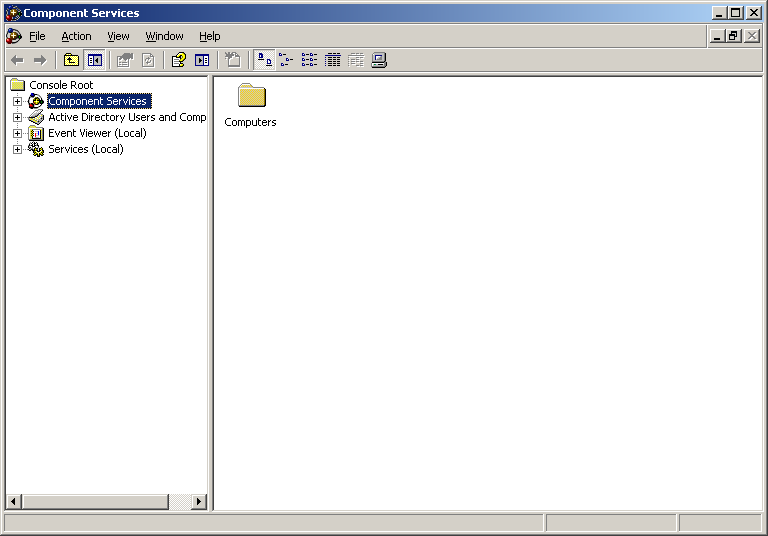 Component Services
File Action View Window Help
Console Root
Component Services
Active Directory Users and Comp
Event Viewer (Local)
Services (Local)
Computers